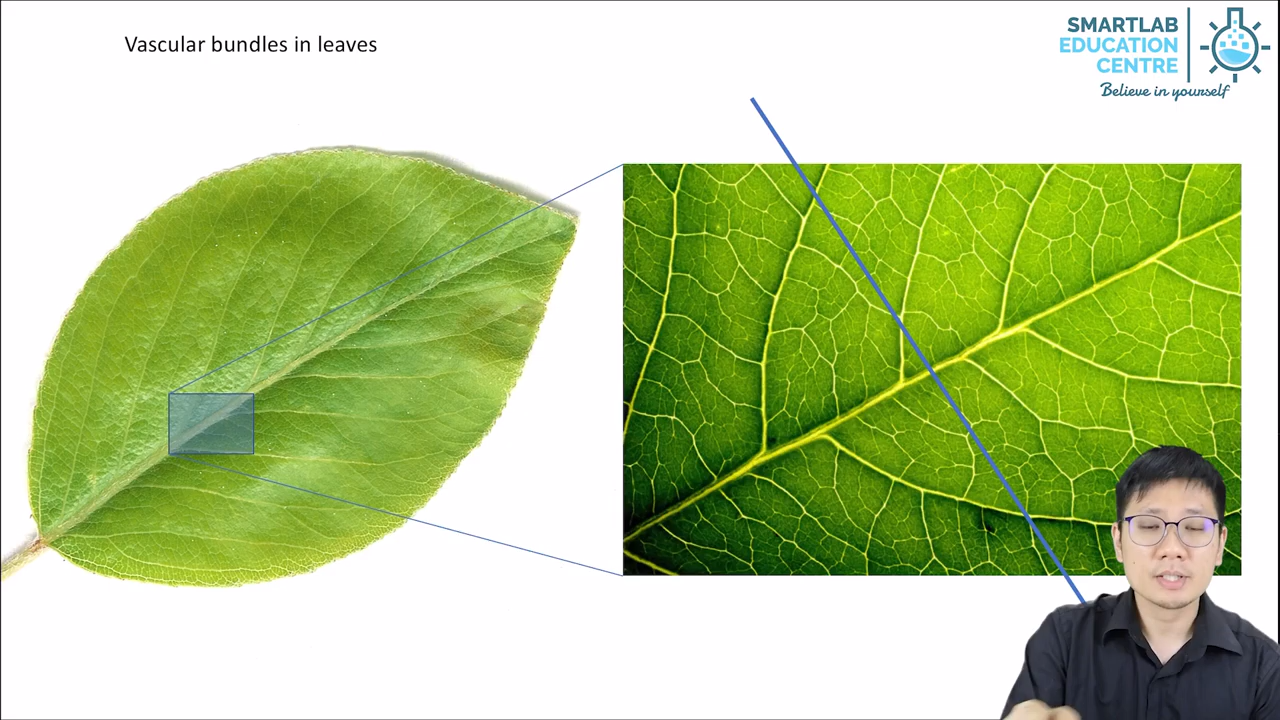 Vascular bundles in leaves
SMARTLAB
EDUCATION
CENTRE
Believe in yourself